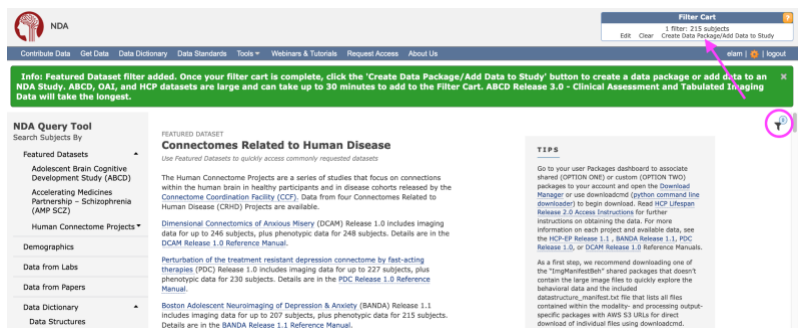 NDA
Filter Cart
?
1 filter: 215 subjects
Edit Clear Create Data Package/Add Data to Study
Contribute Data Get Data Data Dictionary Data Standards Tools Webinars & Tutorials Request Access About Us
elam | | logout
Info: Featured Dataset filter added. Once your filter cart is complete, click the 'Create Data Package/Add Data to Study' button to create a data package or add data to an
NDA Study. ABCD, OAI, and HCP datasets are large and can take up to 30 minutes to add to the Filter Cart. ABCD Release 3.0 - Clinical Assessment and Tabulated Imaging
Data will take the longest.
NDA Query Tool
Search Subjects By
Featured Datasets
Adolescent Brain Cognitive
Development Study (ABCD)
Accelerating Medicines
Partnership - Schizophrenia
(AMP SCZ)
Human Connectome Projects
Demographics
Data from Labs
Data from Papers
Data Dictionary
Data Structures
FEATURED DATASET
Connectomes Related to Human Disease
Use Featured Datasets to quickly access commonly requested datasets
The Human Connectome Projects are a series of studies that focus on connections
within the human brain in healthy participants and in disease cohorts released by the
Connectome Coordination Facility (CCF). Data from four Connectomes Related to
Human Disease (CRHD) Projects are available.
Dimensional Connectomics of Anxious Misery (DCAM) Release 1.0 includes imaging
data for up to 246 subjects, plus phenotypic data for 248 subjects. Details are in the
DCAM Release 1.0 Reference Manual.
Perturbation of the treatment resistant depression connectome by fast-acting
therapies (PDC) Release 1.0 includes imaging data for up to 227 subjects, plus
phenotypic data for 230 subjects. Details are in the PDC Release 1.0 Reference
Manual.
Boston Adolescent Neuroimaging of Depression & Anxiety (BANDA) Release 1.1
includes imaging data for up to 207 subjects, plus phenotypic data for 215 subjects.
Details are in the BANDA Release 1.1 Reference Manual.
TIPS
Go to your user Packages dashboard to associate
shared (OPTION ONE) or custom (OPTION TWO)
packages to your account and open the Download
Manager or use downloadcmd (python command line
downloader) to begin download. Read HCP Lifespan
Release 2.0 Access Instructions for further
instructions on obtaining the data. For more
information on each project and available data, see
the HCP-EP Release 1.1 , BANDA Release 1.1, PDC
Release 1.0, or DCAM Release 1.0 Reference Manuals.
As a first step, we recommend downloading one of
the "ImgManifestBeh" shared packages that doesn't
contain the large image files to quickly explore the
behavioral data and the included
datastructure_manifest.txt file that lists all files
contained within the modality- and processing output-
specific packages with AWS S3 URLs for direct
download of individual files using downloadcmd.